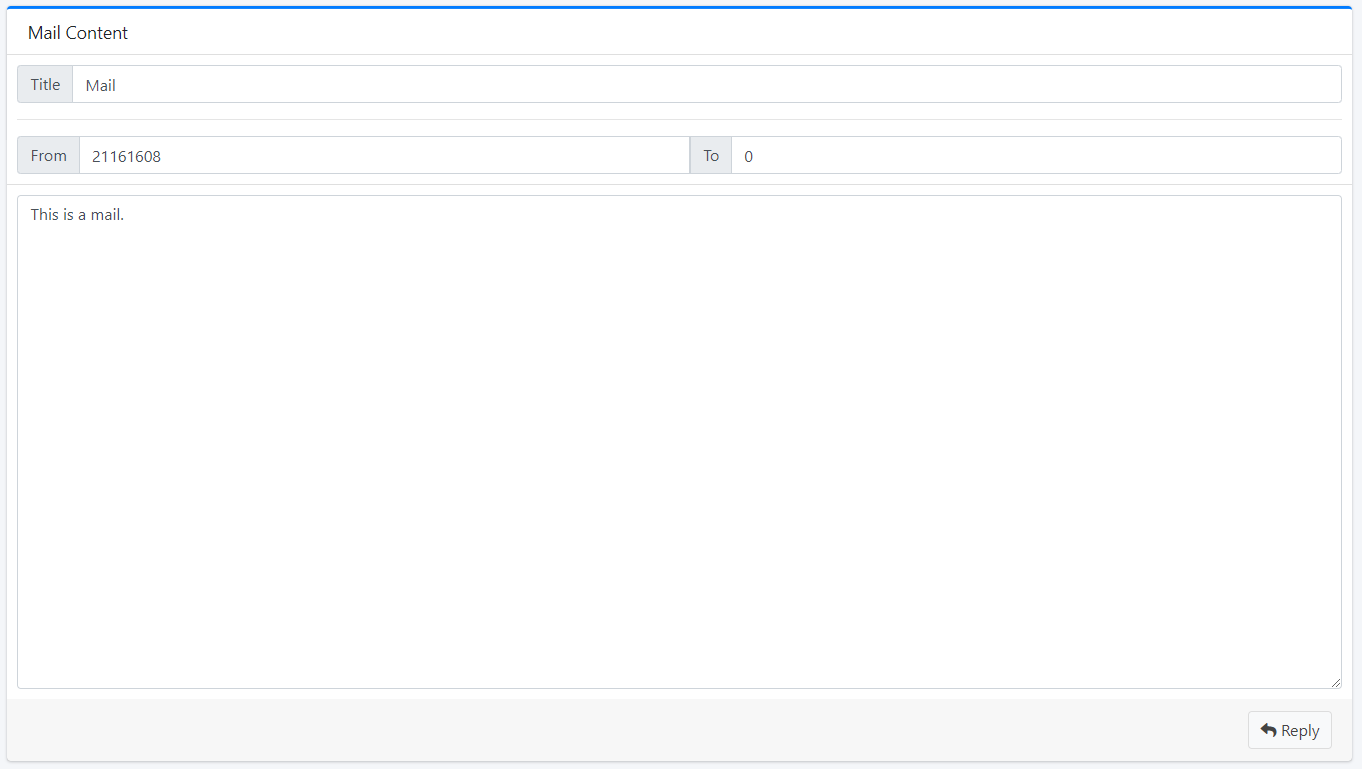 Mail Content
Title Mail
From 21161608 To 0
This is a mail.
Reply